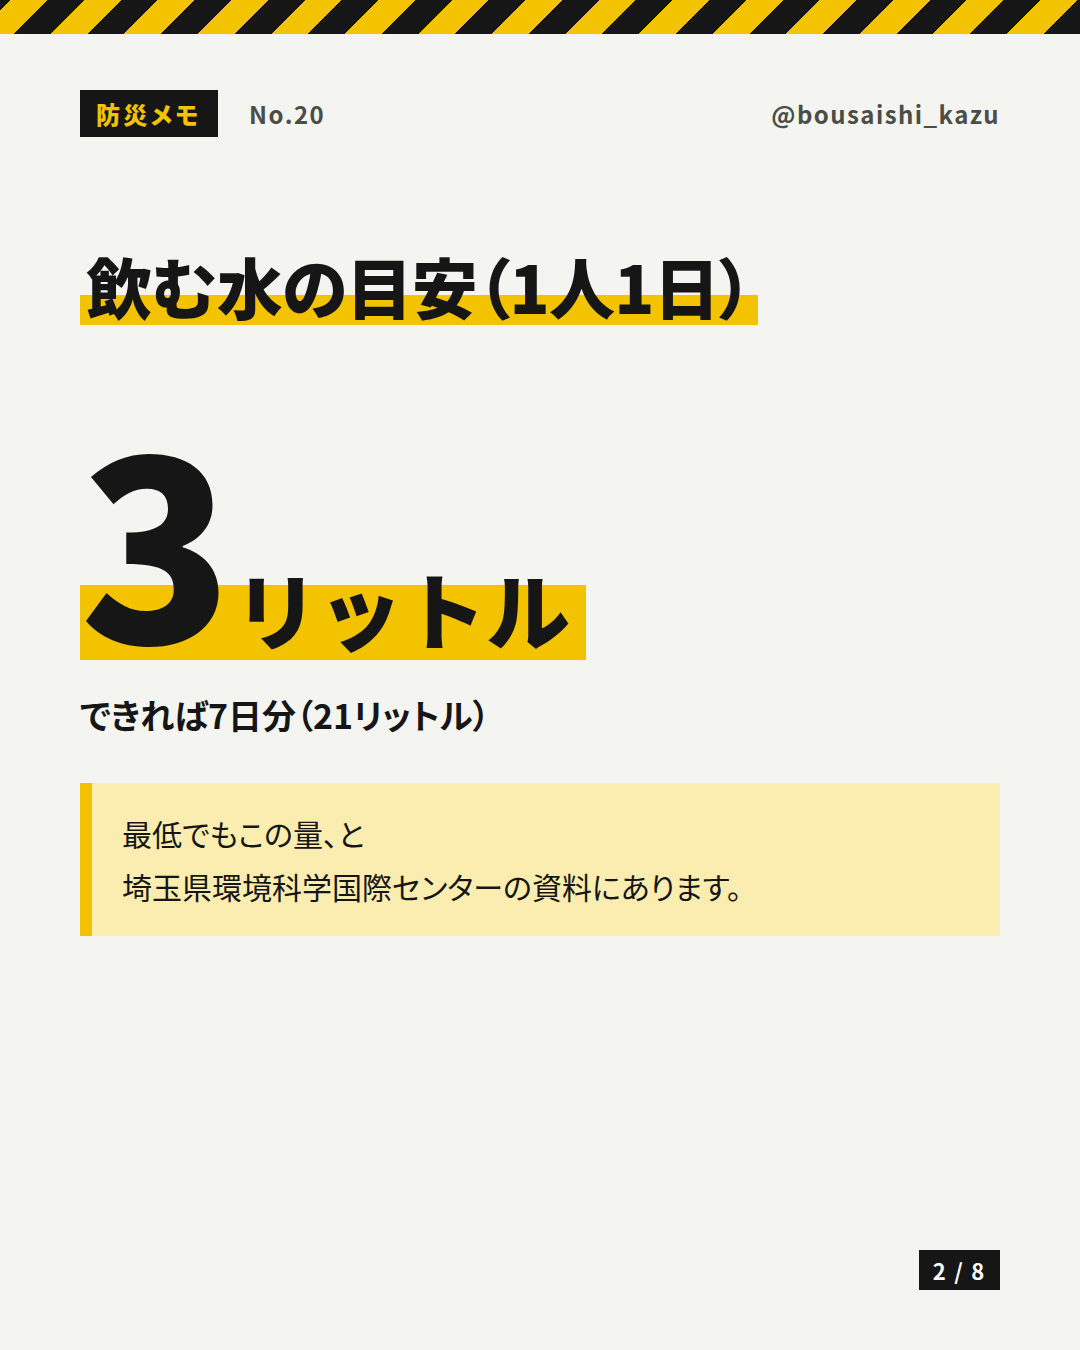 防災メモ No.20 @bousaishi_kazu
飲む水の目安（1人1日）
3リットル
できれば7日分（21リットル）
最低でもこの量、と
埼玉県環境科学国際センターの資料にあります。
2 / 8